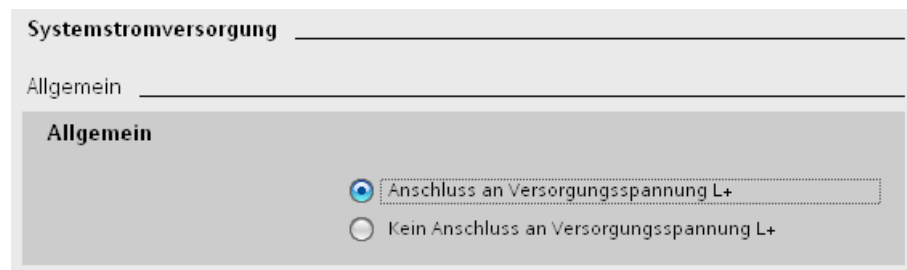 Systemstromversorgung
Allgemein
Allgemein
Anschluss an Versorgungsspannung L+
Kein Anschluss an Versorgungsspannung L+